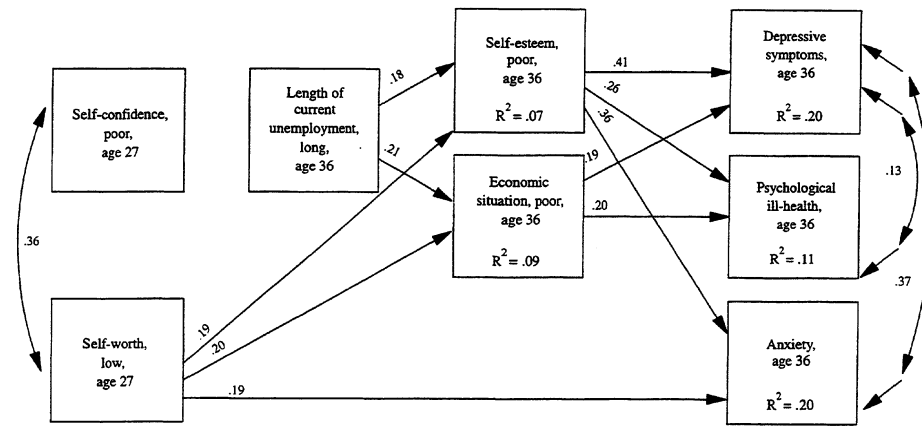 Self-confidence,
poor,
age 27
.36
Self-worth,
low,
age 27
Length of
current
unemployment,
long,
age 36
.18
.21
.19
.20
.19
Self-esteem,
poor,
age 36
R² = .07
Economic
situation, poor,
age 36
R² = .09
.41
.26
.36
.19
.20
Depressive
symptoms,
age 36
R² = .20
Psychological
ill-health,
age 36
R² = .11
Anxiety,
age 36
R² = .20
.13
.37